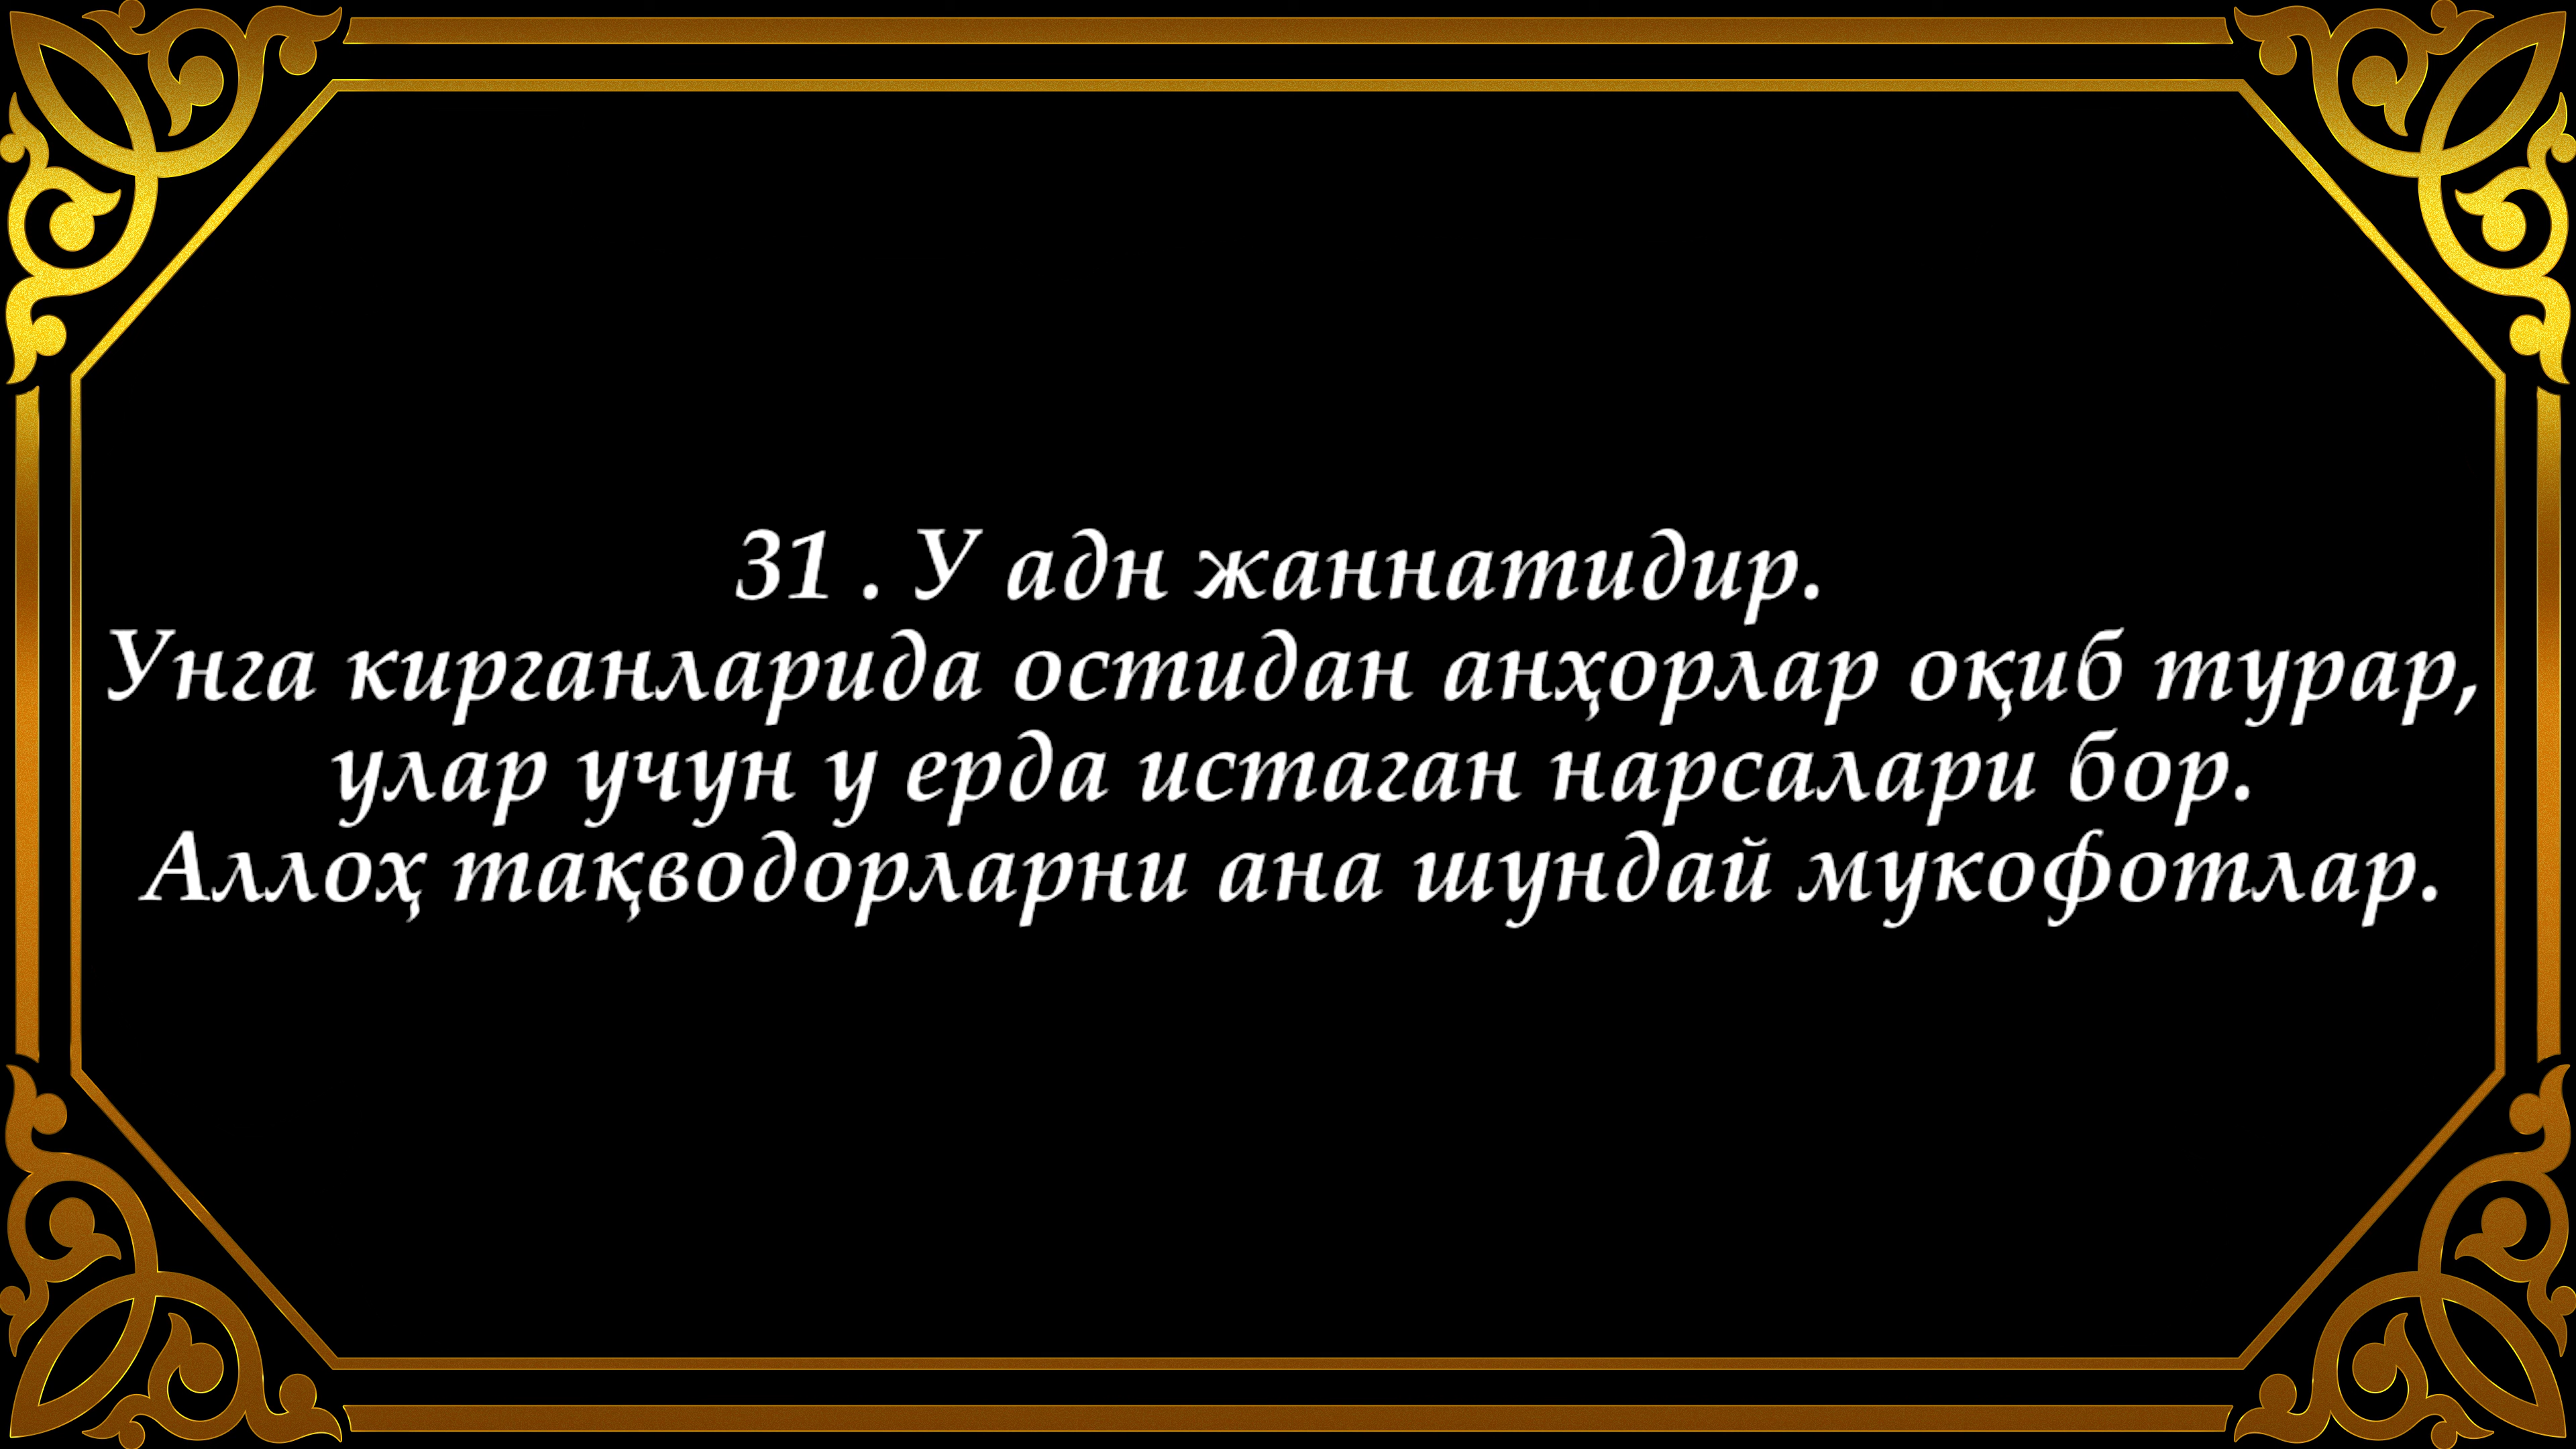 31 . У адн жаннатидир.
Унга кирганларида остидан анҳорлар оқиб турар,
улар учун у ерда истаган нарсалари бор.
Аллоҳ тақводорларни ана шундай мукофотлар.